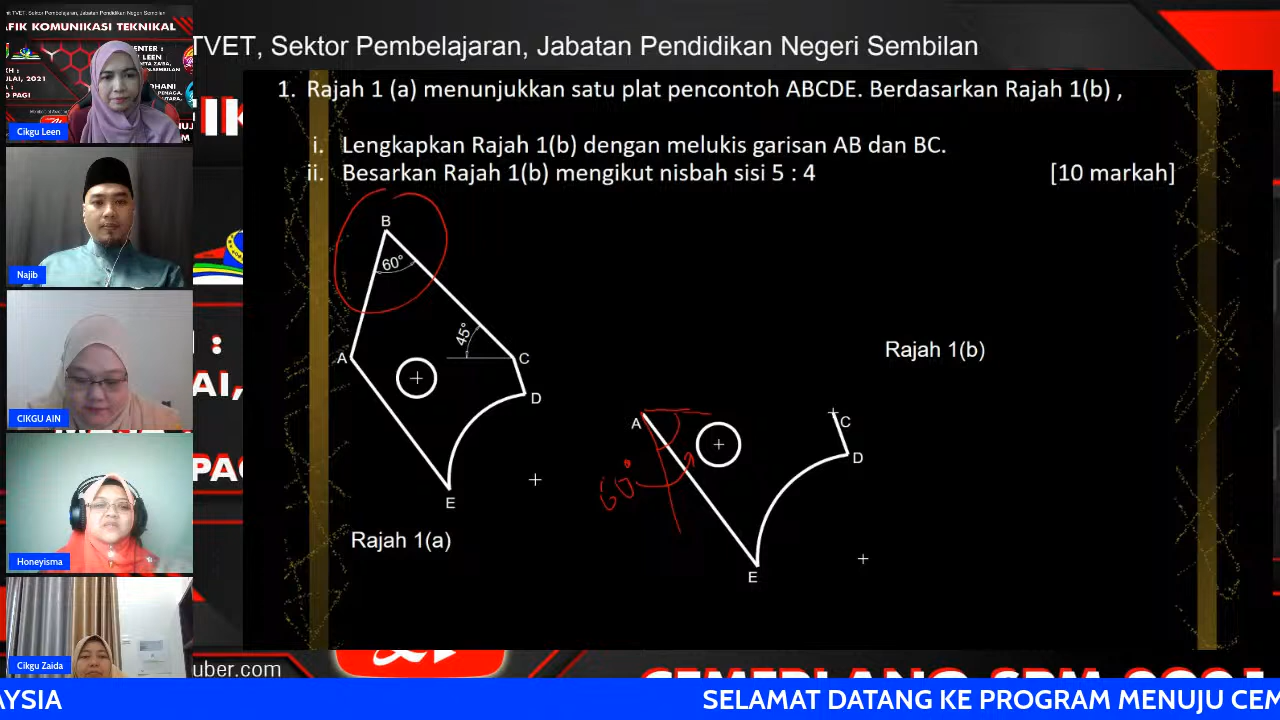 AFIK KOMUNIKASI TEKNIKAL
TVET, Sektor Pembelajaran, Jabatan Pendidikan Negeri Sembilan
1. Rajah 1 (a) menunjukkan satu plat pencontoh ABCDE. Berdasarkan Rajah 1(b) ,
i. Lengkapkan Rajah 1(b) dengan melukis garisan AB dan BC.
ii. Besarkan Rajah 1(b) mengikut nisbah sisi 5 : 4 [10 markah]
B
60°
45°
A
C
D
E
Rajah 1(a)
Rajah 1(b)
A
C
D
60°
E
Cikgu Leen
Najib
CIKGU AIN
Honeyisma
Cikgu Zaida
uber.com
AYSIA
SELAMAT DATANG KE PROGRAM MENUJU CEM